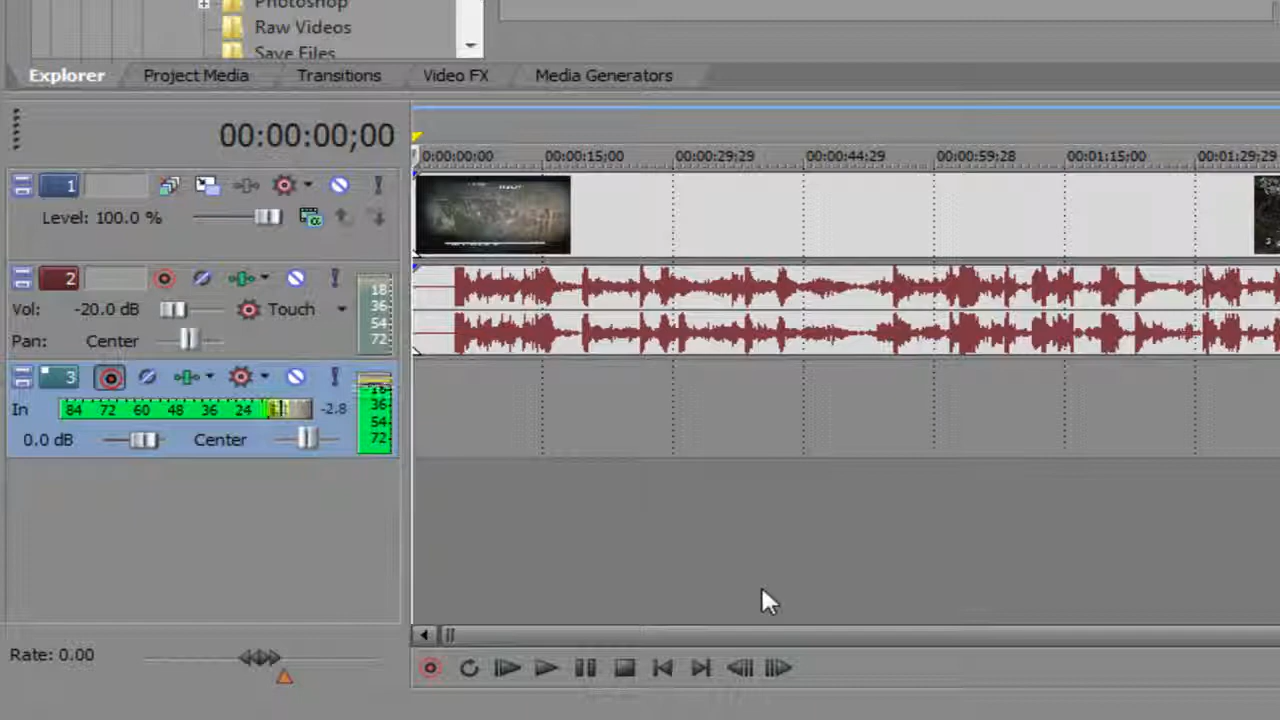 Photoshop
Raw Videos
Save Files
Explorer Project Media Transitions Video FX Media Generators
00:00:00;00
0:00:00:00 00:00:15:00 00:00:29:29 00:00:44:29 00:00:59:28 00:01:15:00 00:01:29:29
1
Level: 100.0 %
2
18
Vol: -20.0 dB Touch
36
54
Pan: Center
72
3
In 84 72 60 48 36 24 -2.8
18
36
54
72
0.0 dB Center
Rate: 0.00